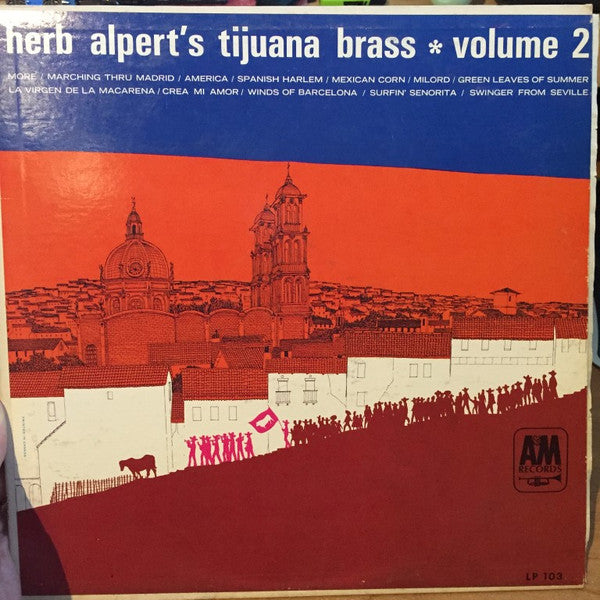 herb alpert's tijuana brass * volume 2
MORE / MARCHING THRU MADRID / AMERICA / SPANISH HARLEM / MEXICAN CORN / MILORD / GREEN LEAVES OF SUMMER
LA VIRGEN DE LA MACARENA / CREA MI AMOR / WINDS OF BARCELONA / SURFIN' SENORITA / SWINGER FROM SEVILLE
A&M
RECORDS
LP 103